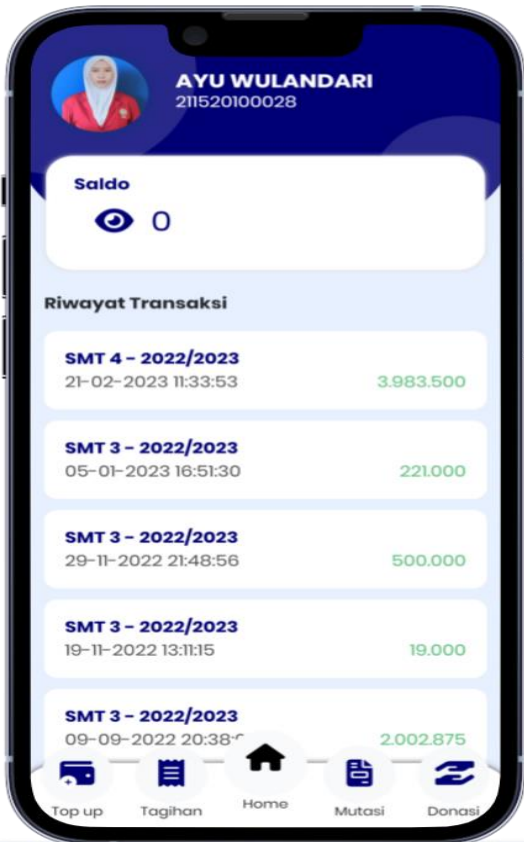 AYU WULANDARI
211520100028
Saldo
0
Riwayat Transaksi
SMT 4 - 2022/2023
21-02-2023 11:33:53
3.983.500
SMT 3 - 2022/2023
05-01-2023 16:51:30
221.000
SMT 3 - 2022/2023
29-11-2022 21:48:56
500.000
SMT 3 - 2022/2023
19-11-2022 13:11:15
19.000
SMT 3 - 2022/2023
09-09-2022
2.002.875
Top up
Tagihan
Home
Mutasi
Donasi